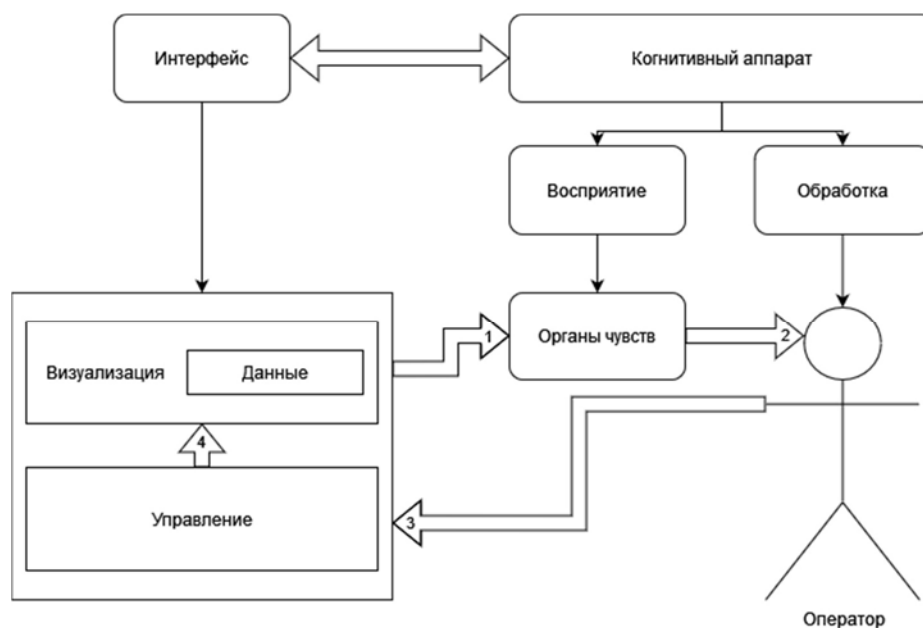 Интерфейс
Когнитивный аппарат
Восприятие
Обработка
Визуализация
Данные
1
Органы чувств
2
4
Управление
3
Оператор